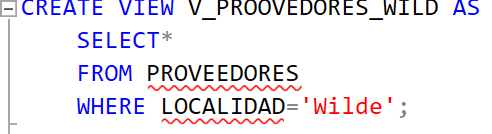 CREATE VIEW V_PROOVEDORES_WILD AS
SELECT*
FROM PROVEEDORES
WHERE LOCALIDAD='Wilde';